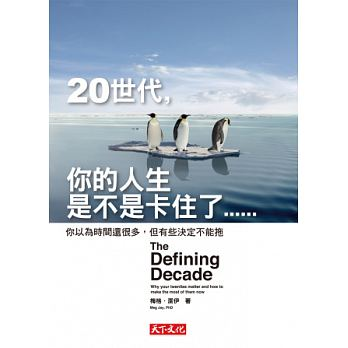 20世代,
你的人生
是不是卡住了......
你以為時間還很多，但有些決定不能拖
The
Defining
Decade
Why your twenties matter and how to
make the most of them now
梅格．潔伊 著
Meg Jay, PhD
天下文化